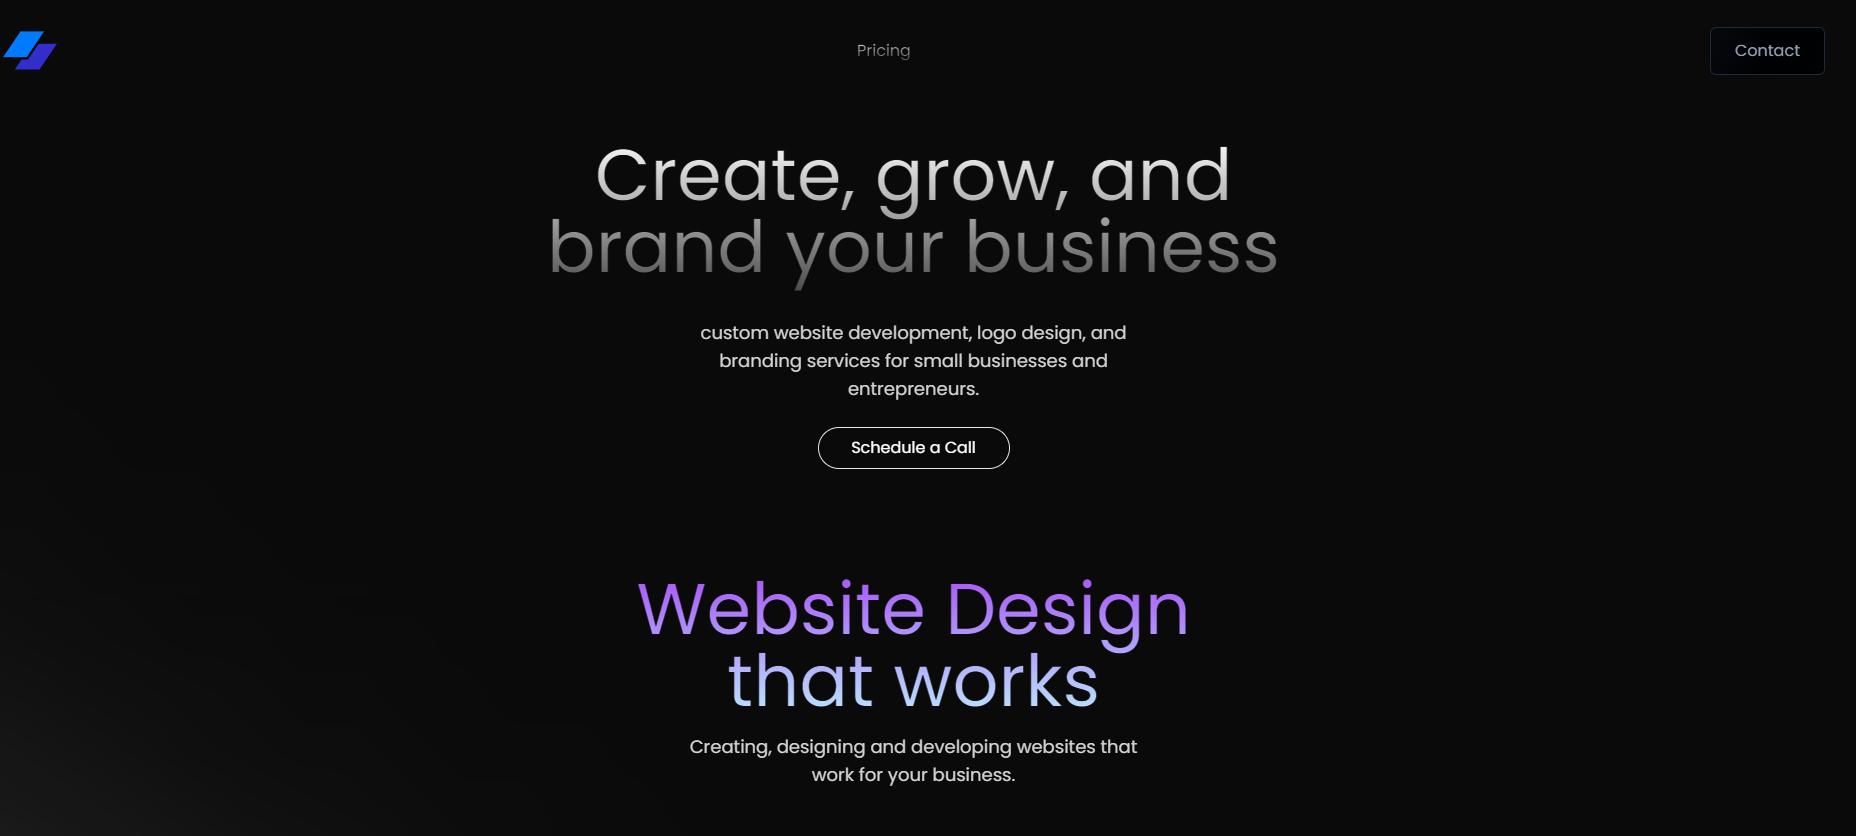 Pricing
Contact
Create, grow, and
brand your business
custom website development, logo design, and
branding services for small businesses and
entrepreneurs.
Schedule a Call
Website Design
that works
Creating, designing and developing websites that
work for your business.